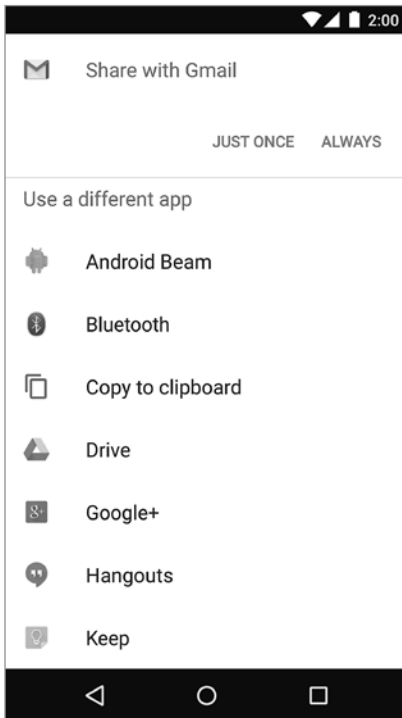 2:00
Share with Gmail
JUST ONCE ALWAYS
Use a different app
Android Beam
Bluetooth
Copy to clipboard
Drive
8+ Google+
Hangouts
Keep